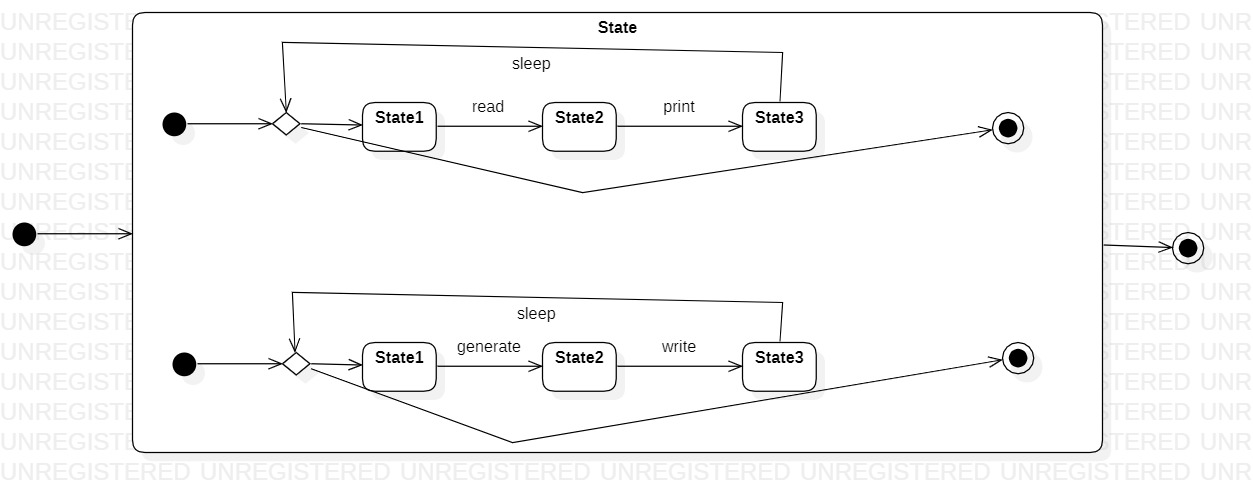 State
sleep
read
print
State1
State2
State3
sleep
generate
write
State1
State2
State3
UNREGISTERED UNREGISTERED UNREGISTERED UNREGISTERED UNREGISTERED UNREGISTERED UNR